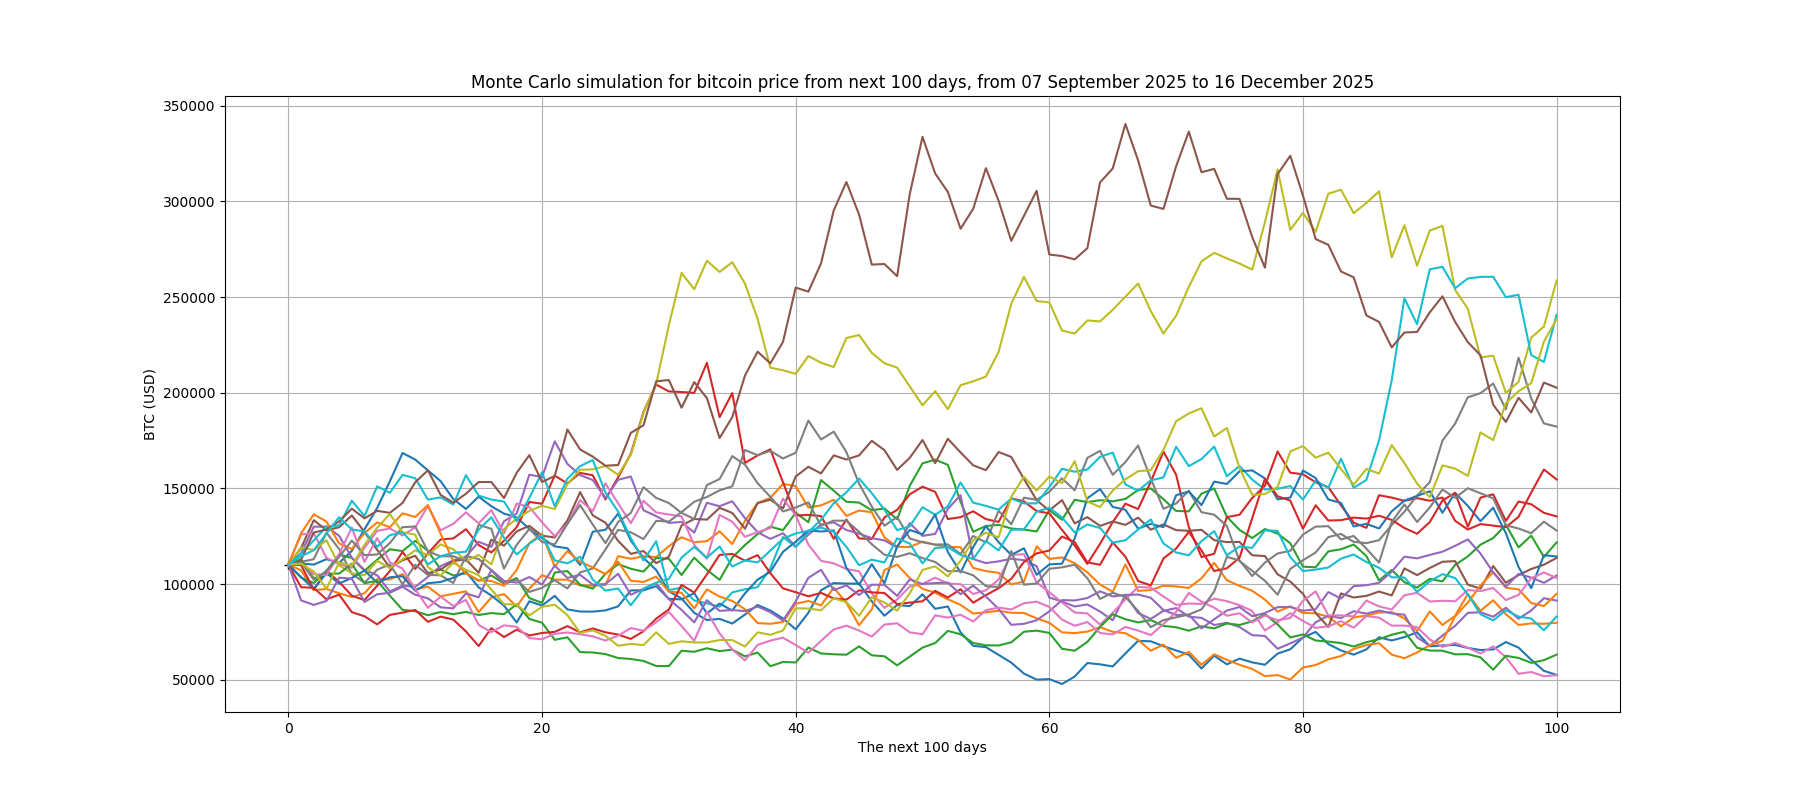 Monte Carlo simulation for bitcoin price from next 100 days, from 07 September 2025 to 16 December 2025
350000
300000
250000
200000
150000
100000
50000
BTC (USD)
0 20 40 60 80 100
The next 100 days